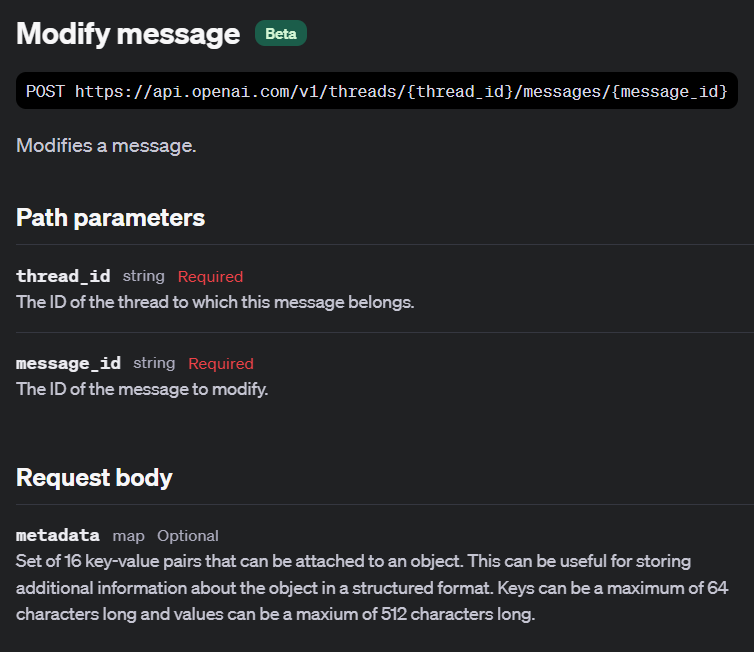 Modify message Beta
POST https://api.openai.com/v1/threads/{thread_id}/messages/{message_id}
Modifies a message.
Path parameters
thread_id string Required
The ID of the thread to which this message belongs.
message_id string Required
The ID of the message to modify.
Request body
metadata map Optional
Set of 16 key-value pairs that can be attached to an object. This can be useful for storing
additional information about the object in a structured format. Keys can be a maximum of 64
characters long and values can be a maxium of 512 characters long.